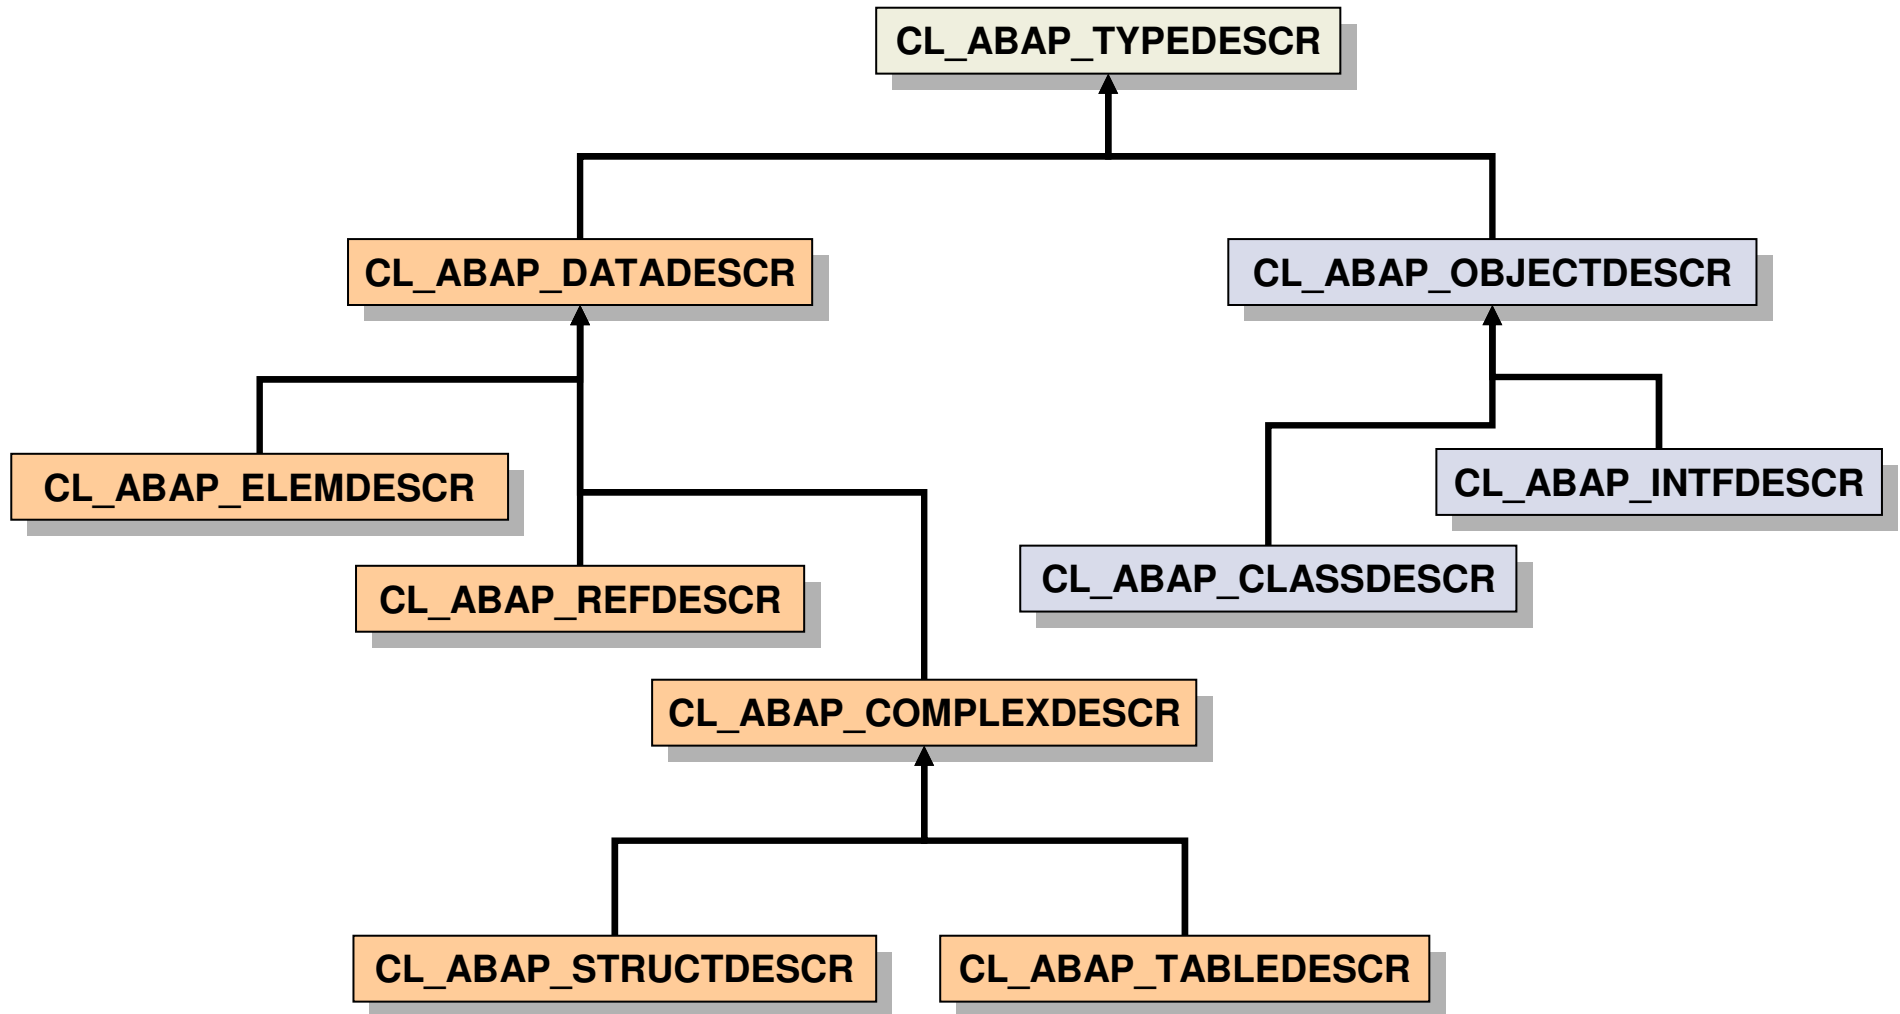 CL_ABAP_TYPEDESCR
CL_ABAP_DATADESCR
CL_ABAP_OBJECTDESCR
CL_ABAP_ELEMDESCR
CL_ABAP_INTFDESCR
CL_ABAP_CLASSDESCR
CL_ABAP_REFDESCR
CL_ABAP_COMPLEXDESCR
CL_ABAP_STRUCTDESCR
CL_ABAP_TABLEDESCR